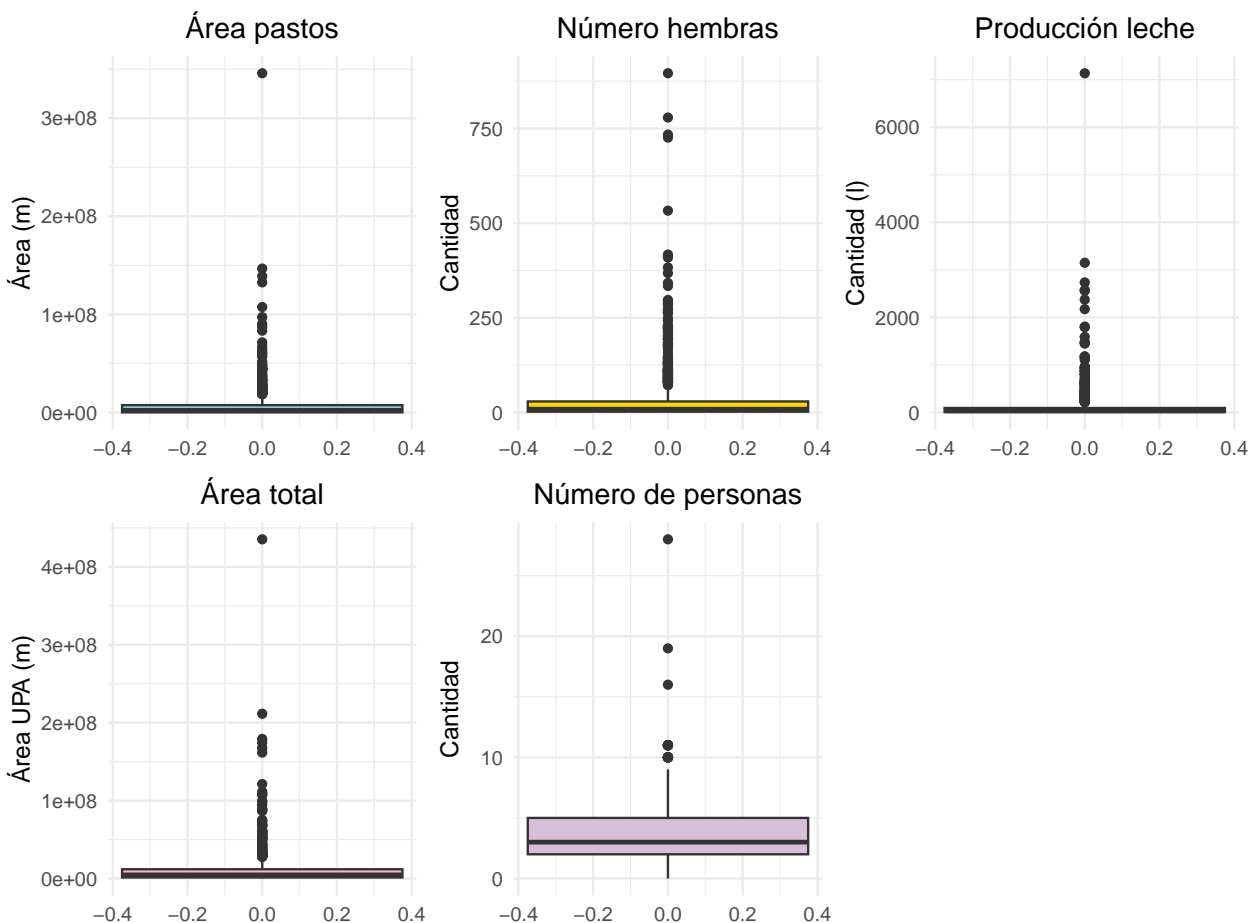 Área pastos
Área (m)
3e+08
2e+08
1e+08
0e+00
−0.4 −0.2 0.0 0.2 0.4
Número hembras
Cantidad
750
500
250
0
−0.4 −0.2 0.0 0.2 0.4
Producción leche
Cantidad (l)
6000
4000
2000
0
−0.4 −0.2 0.0 0.2 0.4
Área total
Área UPA (m)
4e+08
3e+08
2e+08
1e+08
0e+00
−0.4 −0.2 0.0 0.2 0.4
Número de personas
Cantidad
20
10
0
−0.4 −0.2 0.0 0.2 0.4